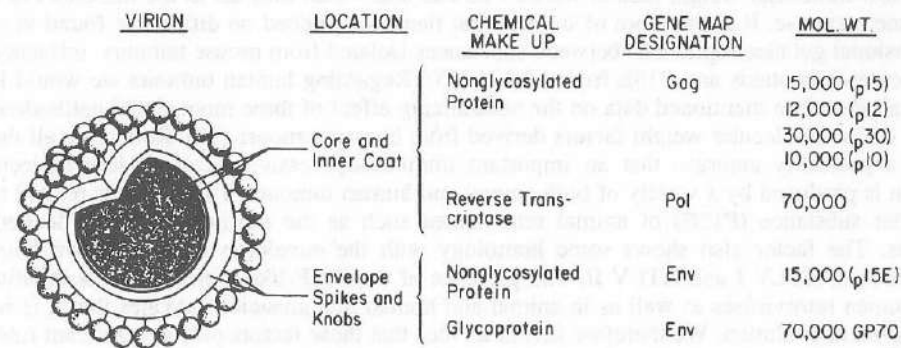 VIRION LOCATION CHEMICAL MAKE UP GENE MAP DESIGNATION MOL. WT.
Core and Inner Coat
Nonglycosylated Protein Gag 15,000 (p15)
12,000 (p12)
30,000 (p30)
10,000 (p10)
Reverse Trans-
criptase Pol 70,000
Envelope Spikes and Knobs
Nonglycosylated Protein Env 15,000 (p15E)
Glycoprotein Env 70,000 GP70